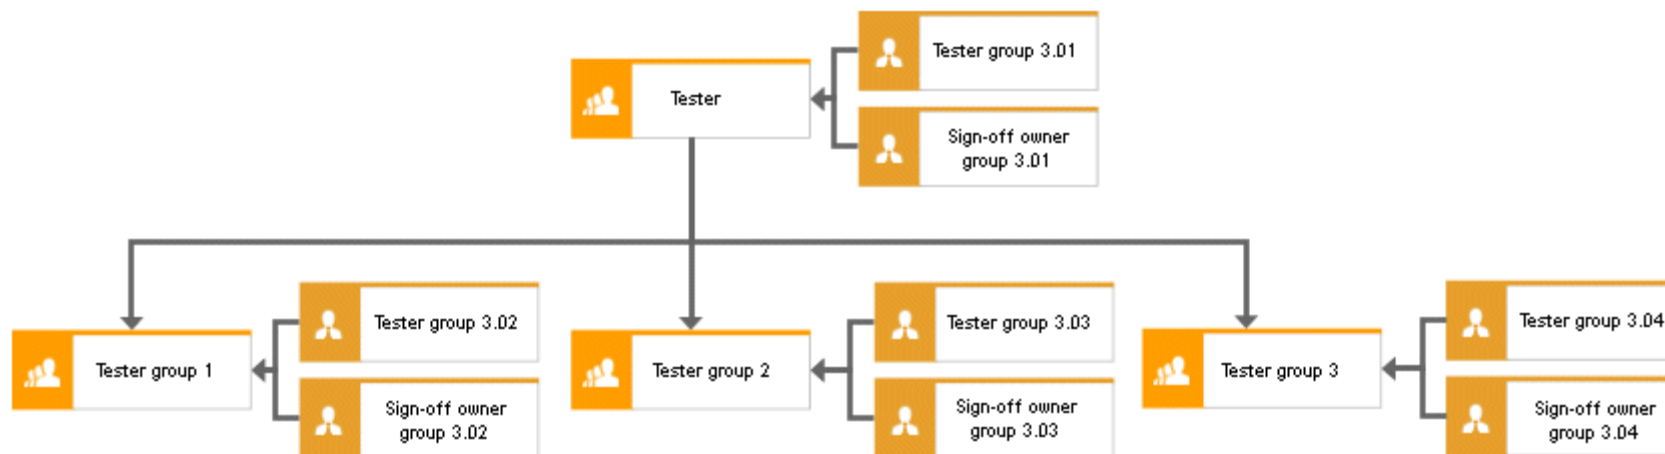 Tester group 3.01
Tester
Sign-off owner
group 3.01
Tester group 3.02
Tester group 1
Sign-off owner
group 3.02
Tester group 3.03
Tester group 2
Sign-off owner
group 3.03
Tester group 3.04
Tester group 3
Sign-off owner
group 3.04